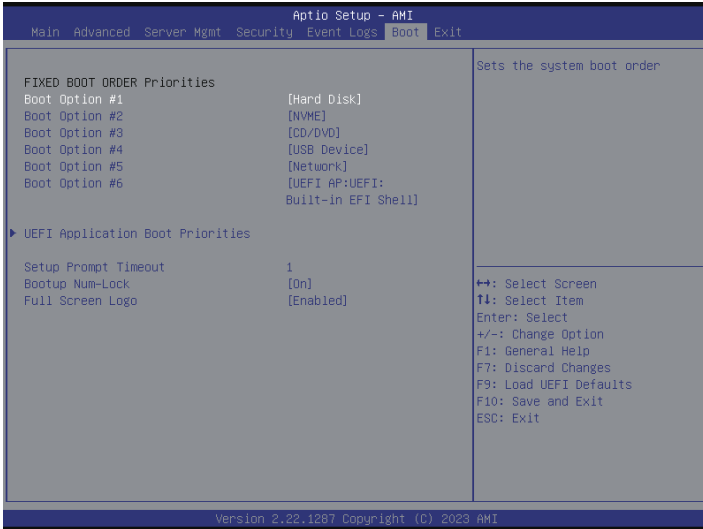 Aptio Setup - AMI
Main Advanced Server Mgmt Security Event Logs Boot Exit
FIXED BOOT ORDER Priorities
Boot Option #1 [Hard Disk]
Boot Option #2 [NVME]
Boot Option #3 [CD/DVD]
Boot Option #4 [USB Device]
Boot Option #5 [Network]
Boot Option #6 [UEFI AP:UEFI:
Built-in EFI Shell]
UEFI Application Boot Priorities
Setup Prompt Timeout 1
Bootup Num-Lock [On]
Full Screen Logo [Enabled]
Sets the system boot order
↔: Select Screen
↑↓: Select Item
Enter: Select
+/-: Change Option
F1: General Help
F7: Discard Changes
F9: Load UEFI Defaults
F10: Save and Exit
ESC: Exit
Version 2.22.1287 Copyright (C) 2023 AMI